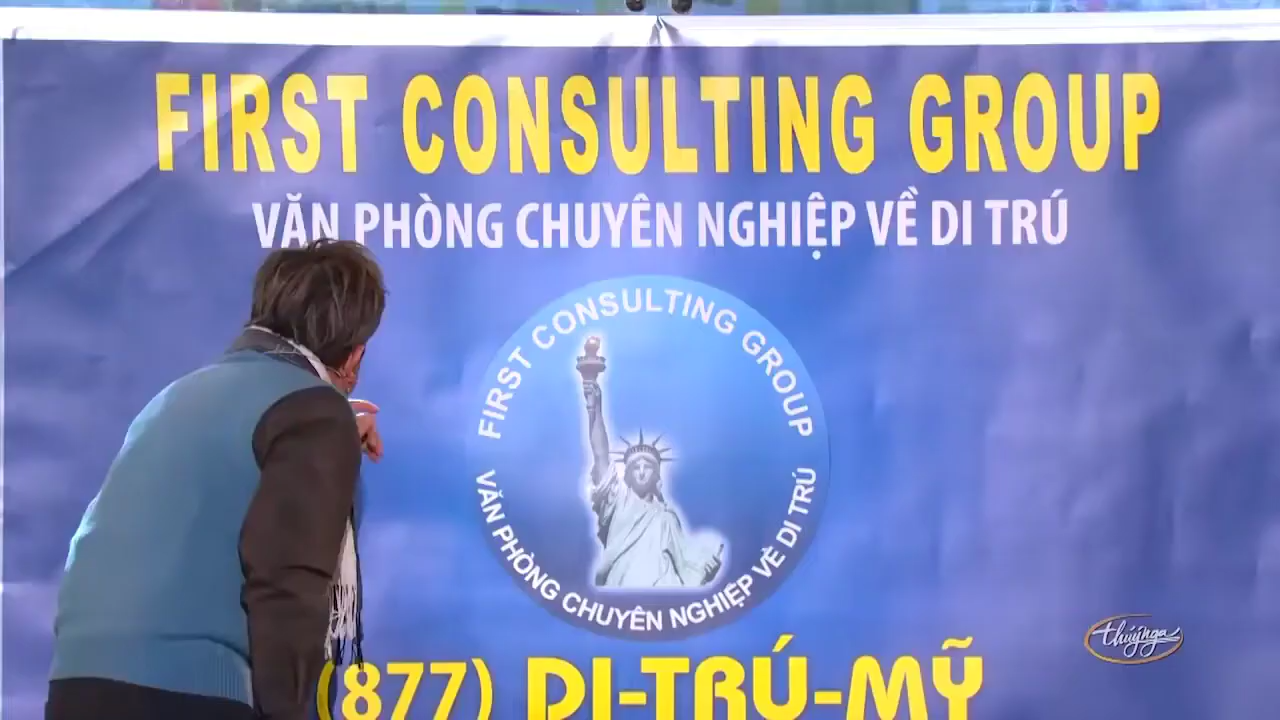 FIRST CONSULTING GROUP
VĂN PHÒNG CHUYÊN NGHIỆP VỀ DI TRÚ
FIRST CONSULTING GROUP
VĂN PHÒNG CHUYÊN NGHIỆP VỀ DI TRÚ
thúynga
(877) DI-TRÚ-MỸ